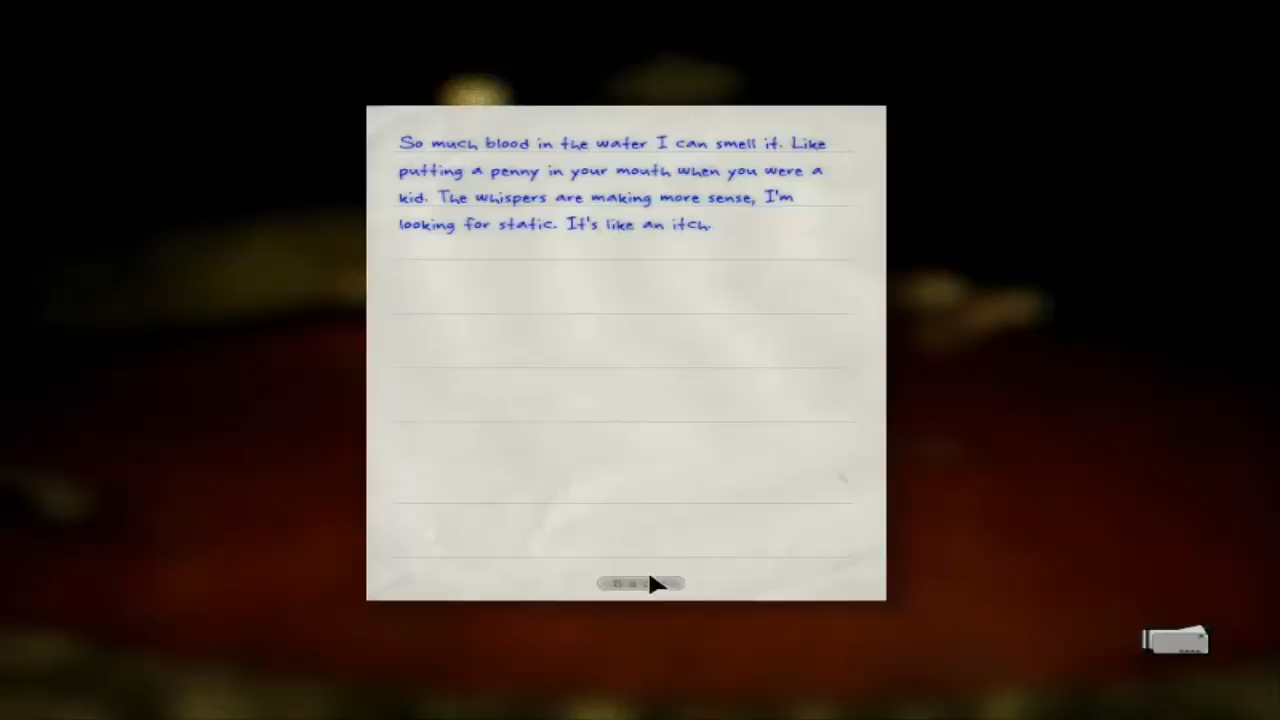 So much blood in the water I can smell it. Like
putting a penny in your mouth when you were a
kid. The whispers are making more sense, I'm
looking for static. It's like an itch.